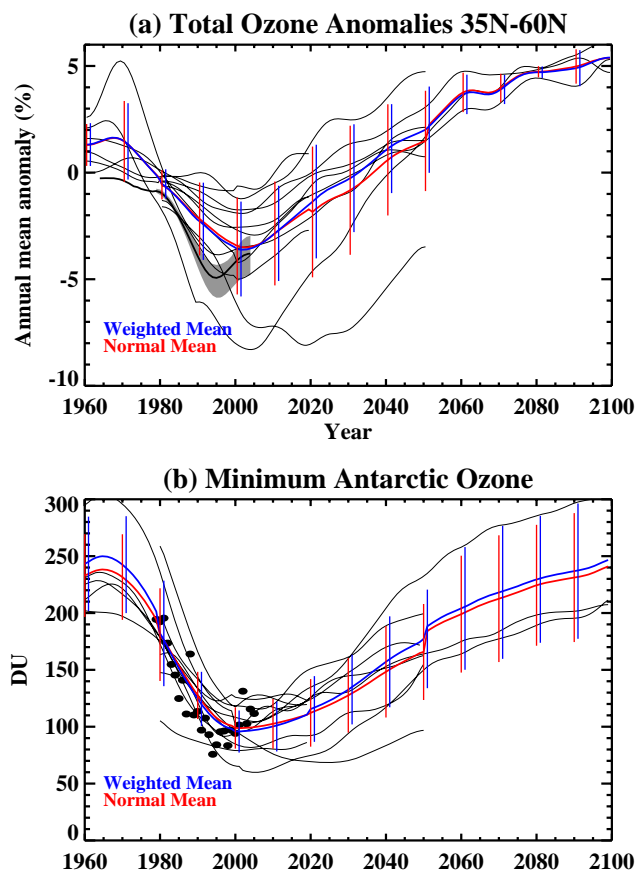 (a) Total Ozone Anomalies 35N-60N
Annual mean anomaly (%)
5
0
-5
-10
Weighted Mean
Normal Mean
1960 1980 2000 2020 2040 2060 2080 2100
Year
(b) Minimum Antarctic Ozone
DU
300
250
200
150
100
50
0
Weighted Mean
Normal Mean
1960 1980 2000 2020 2040 2060 2080 2100